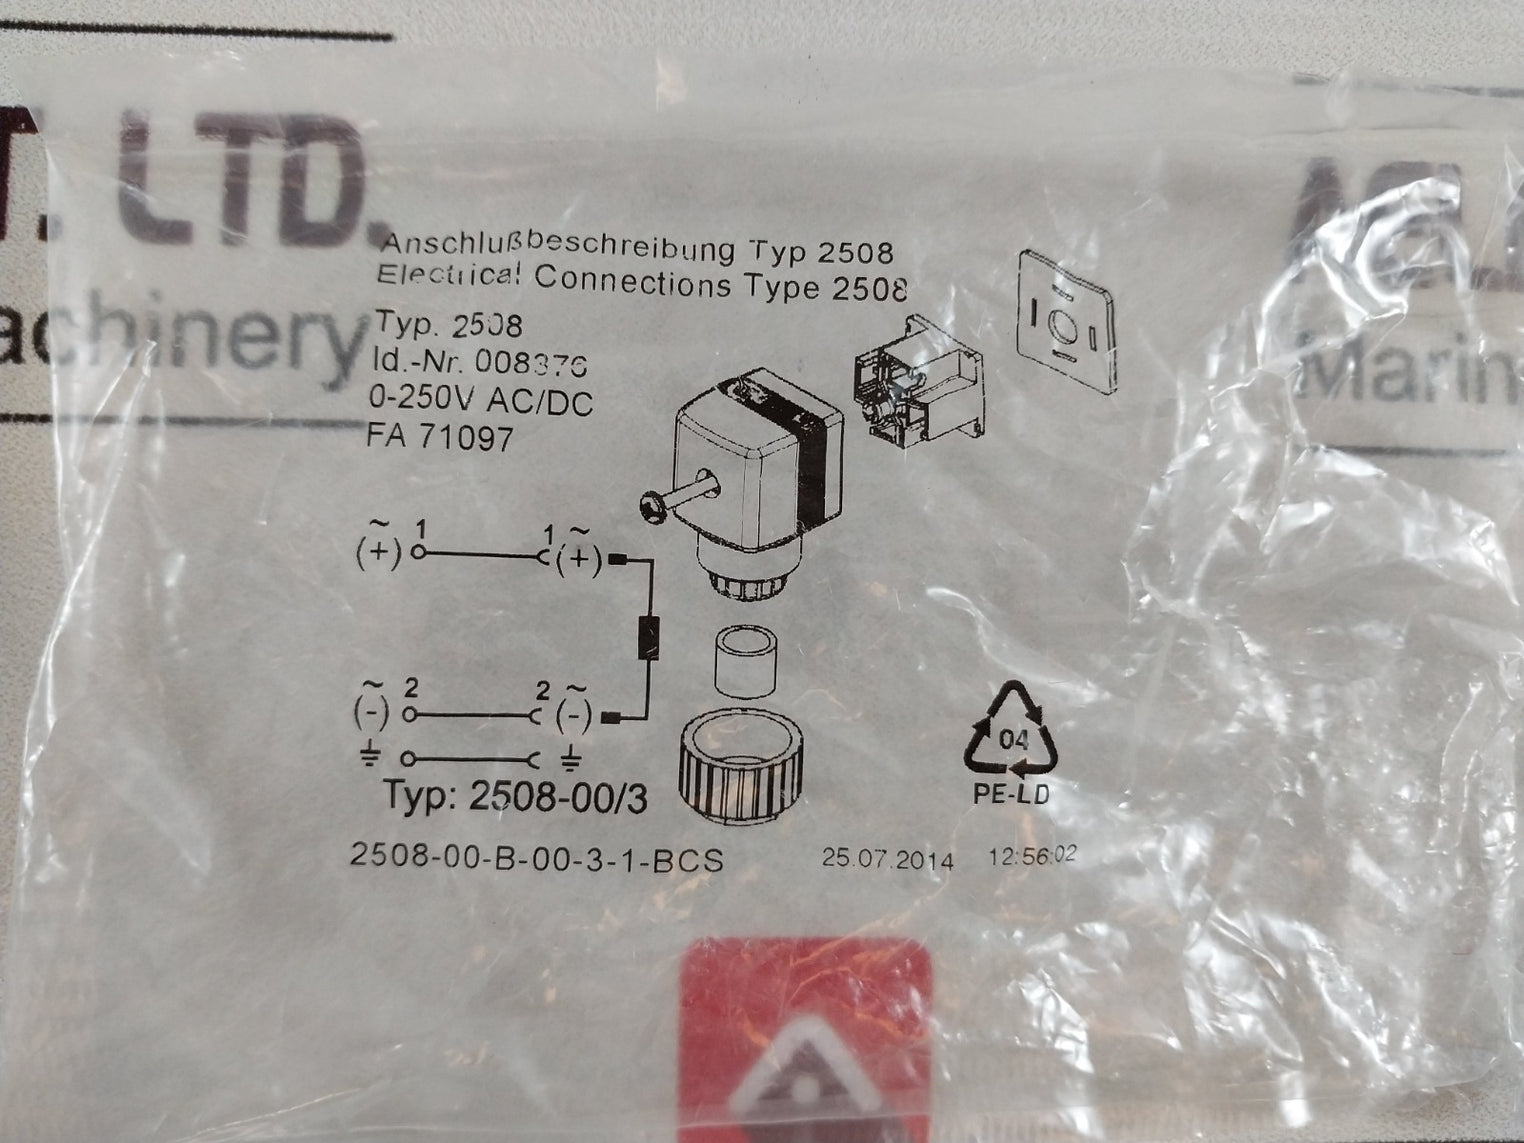 T. LTD.
achinery
Marin
Anschlußbeschreibung Typ 2508
Electrical Connections Type 2508
Typ. 2508
Id.-Nr. 008376
0-250V AC/DC
FA 71097
~ 1 1 ~
(+) (+)
~ 2 2 ~
(-) (-)
Typ: 2508-00/3
2508-00-B-00-3-1-BCS
04
PE-LD
25.07.2014 12:56:02